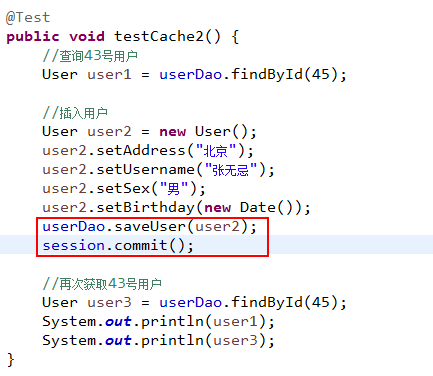 @Test
public void testCache2() {
//查询43号用户
User user1 = userDao.findById(45);
//插入用户
User user2 = new User();
user2.setAddress("北京");
user2.setUsername("张无忌");
user2.setSex("男");
user2.setBirthday(new Date());
userDao.saveUser(user2);
session.commit();
//再次获取43号用户
User user3 = userDao.findById(45);
System.out.println(user1);
System.out.println(user3);
}